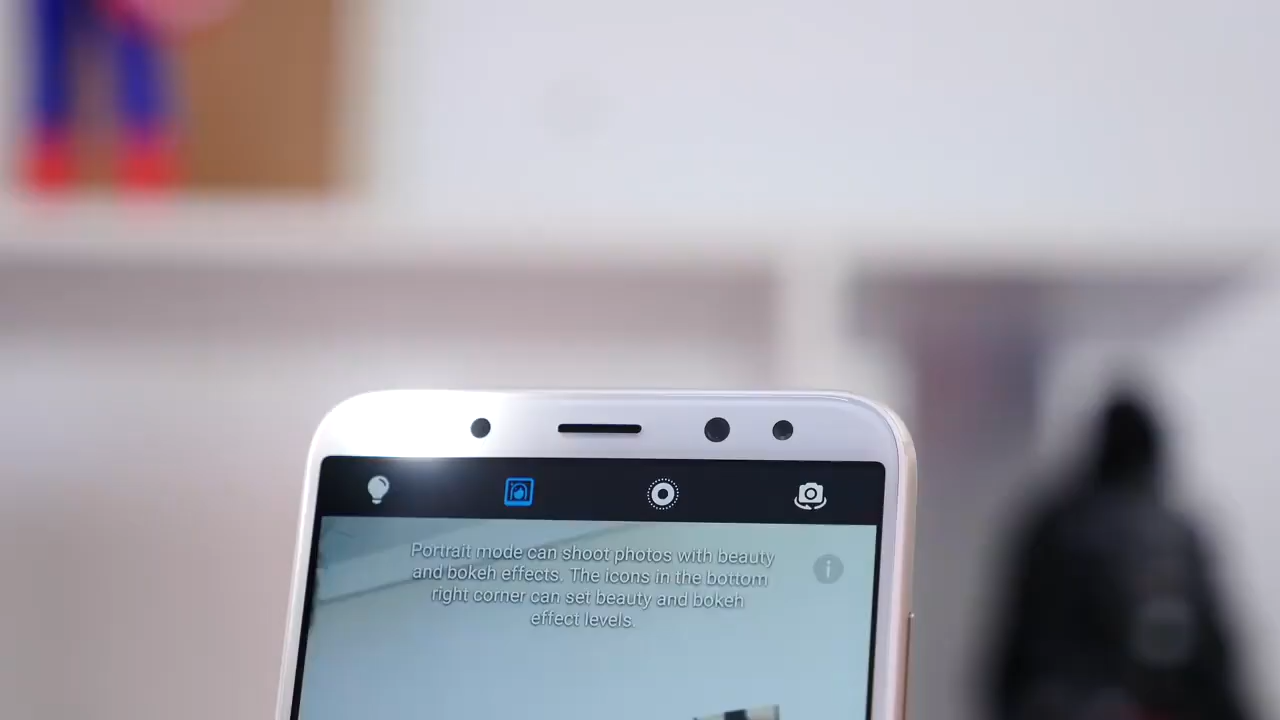 Portrait mode can shoot photos with beauty
and bokeh effects. The icons in the bottom
right corner can set beauty and bokeh
effect levels.